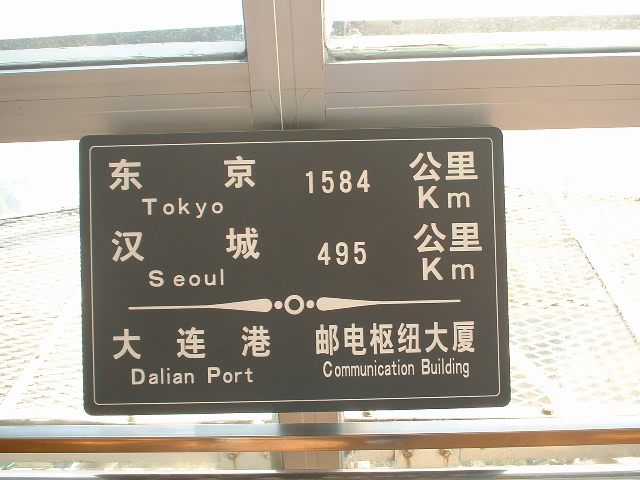 东京 1584 公里
Tokyo Km
汉城 495 公里
Seoul Km
大连港 邮电枢纽大厦
Dalian Port Communication Building